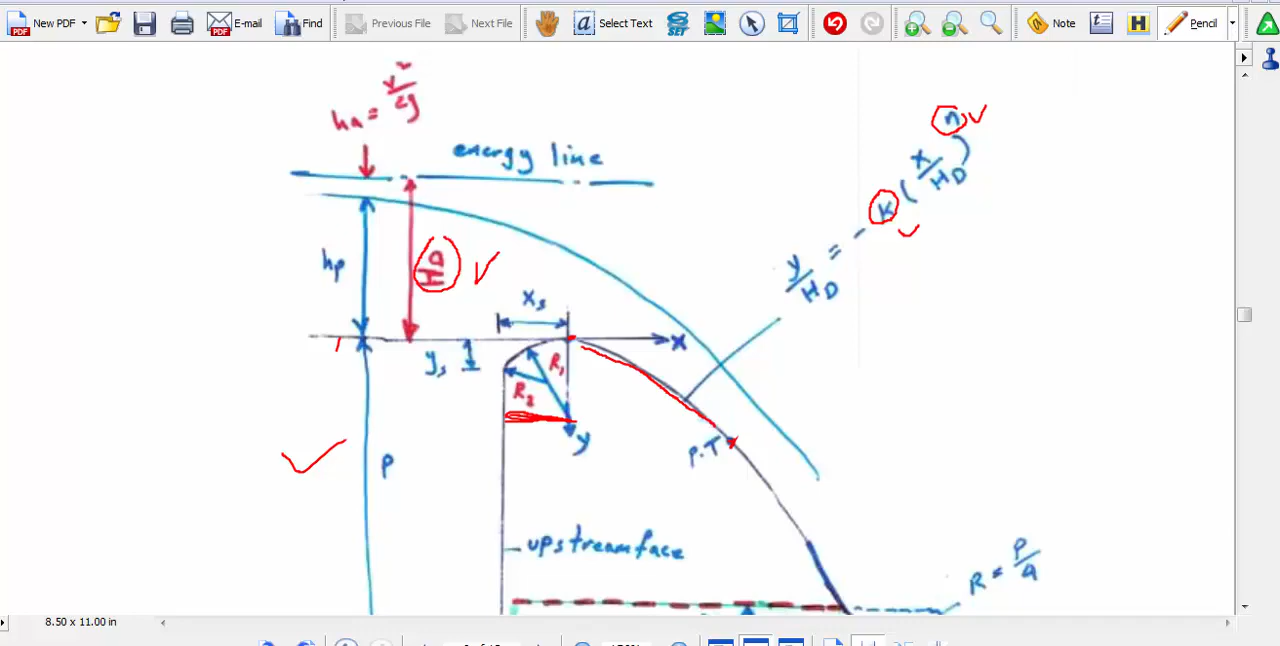 New PDF
E-mail
Find
Previous File
Next File
Select Text
Note
Pencil
ha = v²/2g
energy line
n
(x/HD)
y/HD = - K
hp
HD
Xs
X
ys
R1
R2
y
P.T
P
upstream face
R = P/4
8.50 x 11.00 in